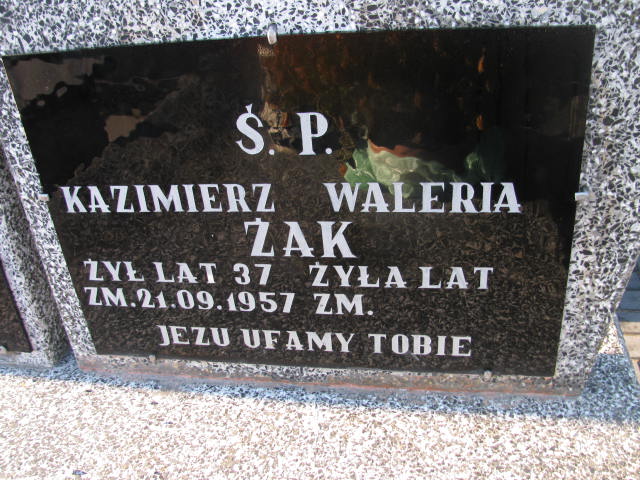 Ś. P.
KAZIMIERZ WALERIA
ŻAK
ŻYŁ LAT 37 ŻYŁA LAT
ZM. 21.09.1957 ZM.
JEZU UFAMY TOBIE